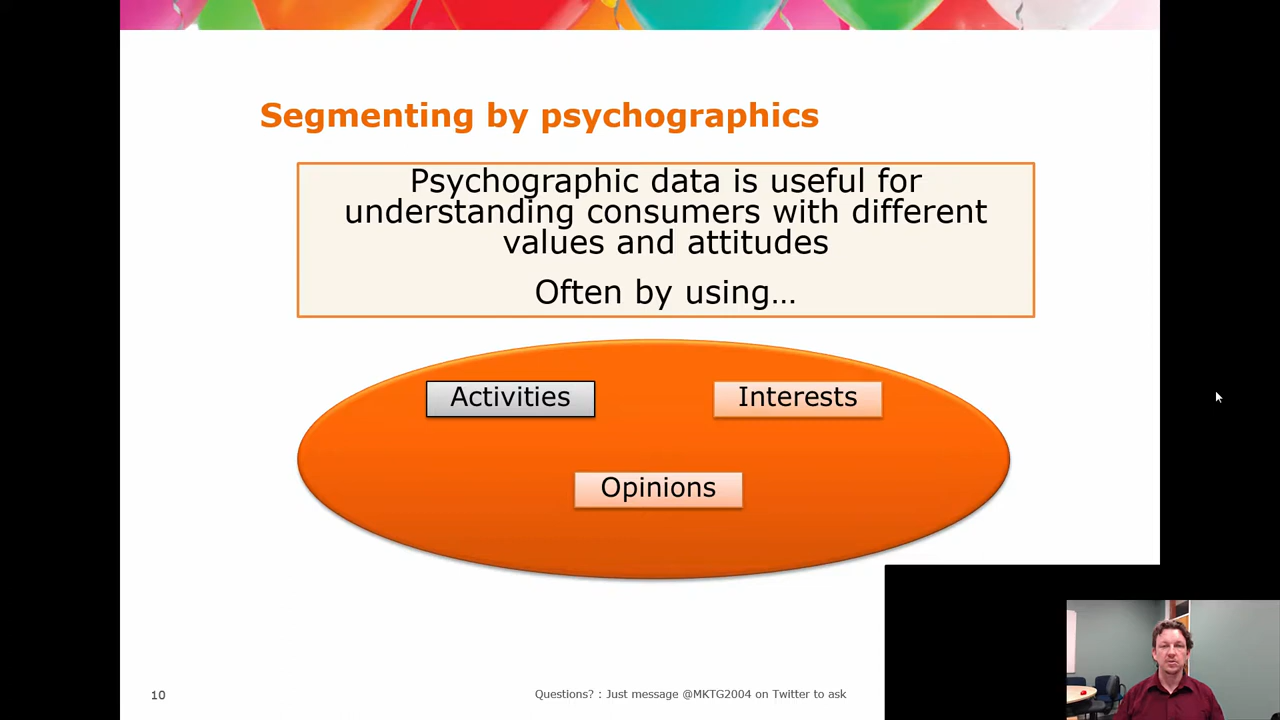 Segmenting by psychographics
Psychographic data is useful for
understanding consumers with different
values and attitudes
Often by using…
Activities
Interests
Opinions
10
Questions? : Just message @MKTG2004 on Twitter to ask